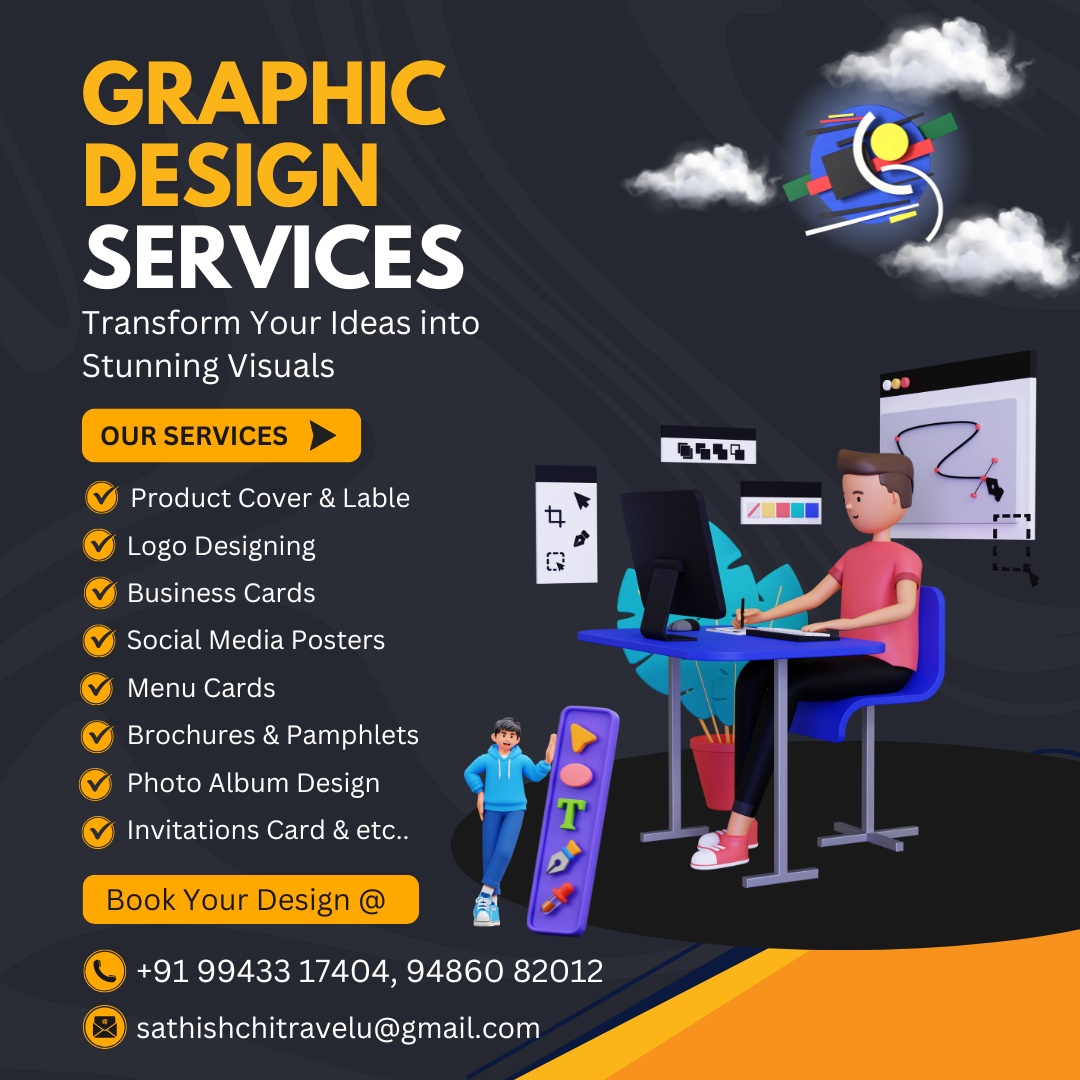 GRAPHIC
DESIGN
SERVICES
Transform Your Ideas into
Stunning Visuals
OUR SERVICES
Product Cover & Lable
Logo Designing
Business Cards
Social Media Posters
Menu Cards
Brochures & Pamphlets
Photo Album Design
Invitations Card & etc..
Book Your Design @
+91 99433 17404, 94860 82012
sathishchitravelu@gmail.com
T